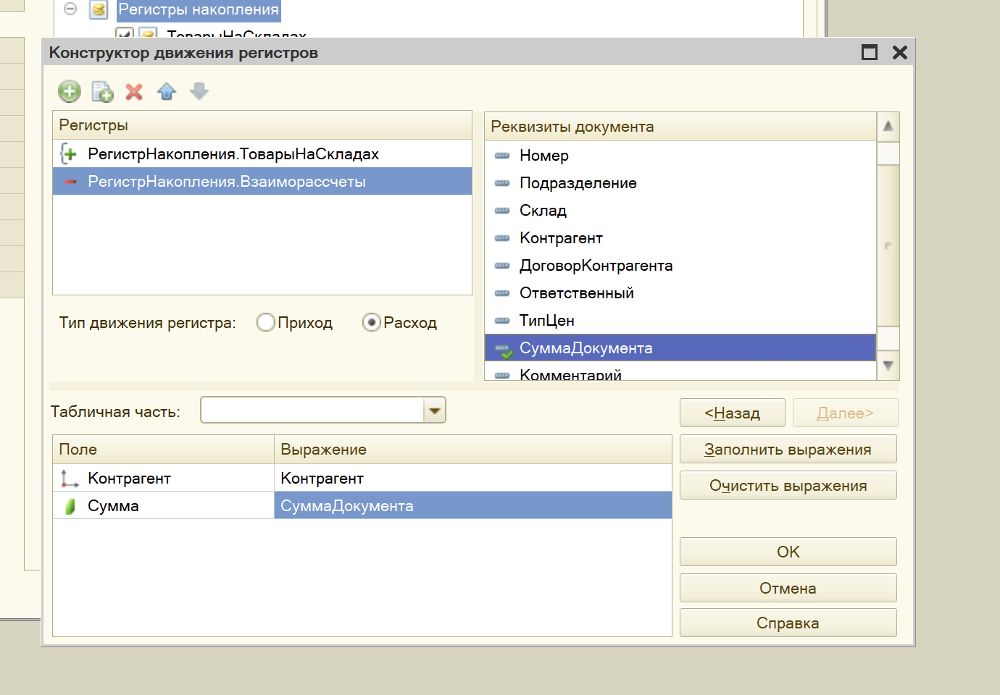 Регистры накопления
ТоварыНаСкладах
Конструктор движения регистров
Регистры
РегистрНакопления.ТоварыНаСкладах
РегистрНакопления.Взаиморассчеты
Реквизиты документа
Номер
Подразделение
Склад
Контрагент
ДоговорКонтрагента
Ответственный
ТипЦен
СуммаДокумента
Комментарий
Тип движения регистра: Приход Расход
Табличная часть:
<Назад Далее>
Поле Выражение
Контрагент Контрагент
Сумма СуммаДокумента
Заполнить выражения
Очистить выражения
ОК
Отмена
Справка